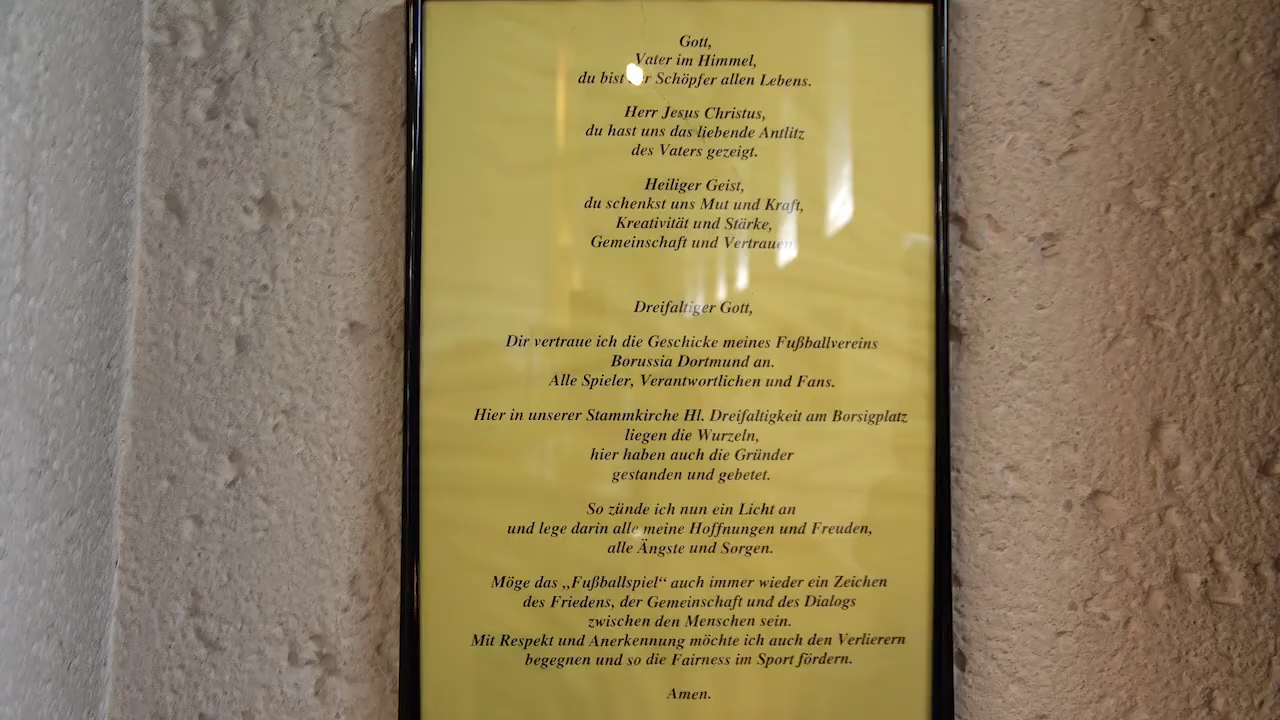 Gott,
Vater im Himmel,
du bist der Schöpfer allen Lebens.
Herr Jesus Christus,
du hast uns das liebende Antlitz
des Vaters gezeigt.
Heiliger Geist,
du schenkst uns Mut und Kraft,
Kreativität und Stärke,
Gemeinschaft und Vertrauen
Dreifaltiger Gott,
Dir vertraue ich die Geschicke meines Fußballvereins
Borussia Dortmund an.
Alle Spieler, Verantwortlichen und Fans.
Hier in unserer Stammkirche Hl. Dreifaltigkeit am Borsigplatz
liegen die Wurzeln,
hier haben auch die Gründer
gestanden und gebetet.
So zünde ich nun ein Licht an
und lege darin alle meine Hoffnungen und Freuden,
alle Ängste und Sorgen.
Möge das „Fußballspiel“ auch immer wieder ein Zeichen
des Friedens, der Gemeinschaft und des Dialogs
zwischen den Menschen sein.
Mit Respekt und Anerkennung möchte ich auch den Verlierern
begegnen und so die Fairness im Sport fördern.
Amen.